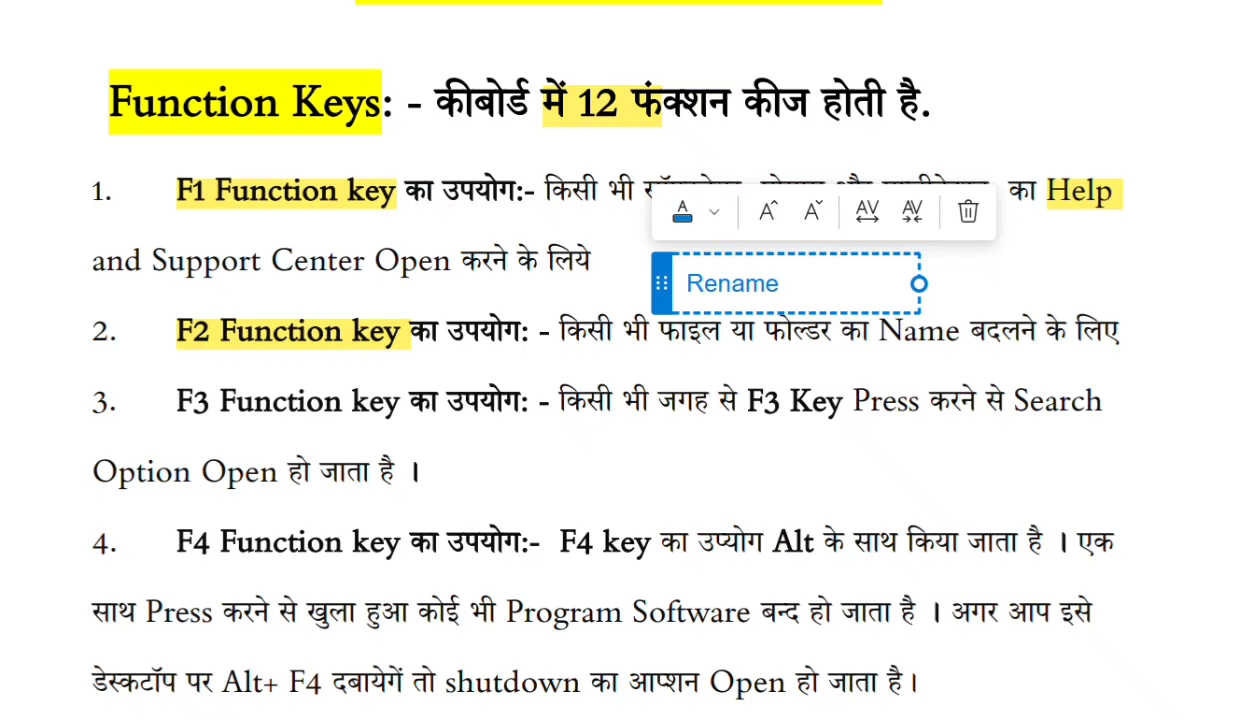 Function Keys: - कीबोर्ड में 12 फंक्शन कीज होती है.
1. F1 Function key का उपयोग:- किसी भी का Help
and Support Center Open करने के लिये
Rename
2. F2 Function key का उपयोग: - किसी भी फाइल या फोल्डर का Name बदलने के लिए
3. F3 Function key का उपयोग: - किसी भी जगह से F3 Key Press करने से Search
Option Open हो जाता है ।
4. F4 Function key का उपयोग:- F4 key का उप्योग Alt के साथ किया जाता है । एक
साथ Press करने से खुला हुआ कोई भी Program Software बन्द हो जाता है । अगर आप इसे
डेस्कटॉप पर Alt+ F4 दबायेगें तो shutdown का आप्शन Open हो जाता है।